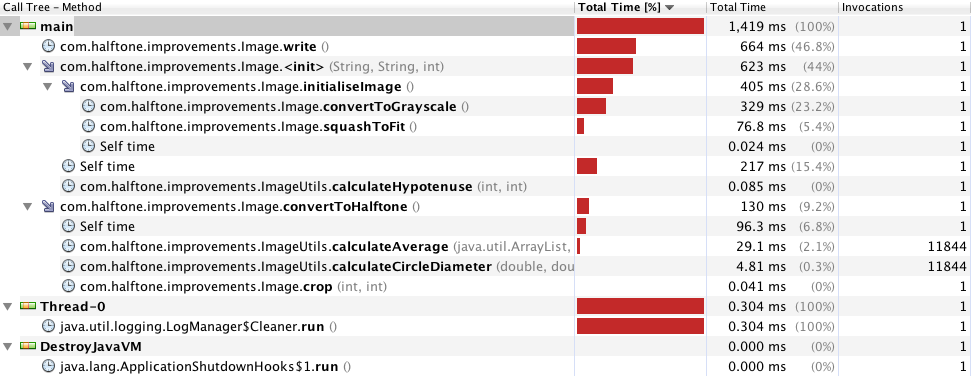 Call Tree - Method Total Time [%] Total Time Invocations
main 1,419 ms (100%) 1
com.halftone.improvements.Image.write () 664 ms (46.8%) 1
com.halftone.improvements.Image.<init> (String, String, int) 623 ms (44%) 1
com.halftone.improvements.Image.initialiseImage () 405 ms (28.6%) 1
com.halftone.improvements.Image.convertToGrayscale () 329 ms (23.2%) 1
com.halftone.improvements.Image.squashToFit () 76.8 ms (5.4%) 1
Self time 0.024 ms (0%) 1
Self time 217 ms (15.4%) 1
com.halftone.improvements.ImageUtils.calculateHypotenuse (int, int) 0.085 ms (0%) 1
com.halftone.improvements.Image.convertToHalftone () 130 ms (9.2%) 1
Self time 96.3 ms (6.8%) 1
com.halftone.improvements.ImageUtils.calculateAverage (java.util.ArrayList, 29.1 ms (2.1%) 11844
com.halftone.improvements.ImageUtils.calculateCircleDiameter (double, dou 4.81 ms (0.3%) 11844
com.halftone.improvements.Image.crop (int, int) 0.041 ms (0%) 1
Thread-0 0.304 ms (100%) 1
java.util.logging.LogManager$Cleaner.run () 0.304 ms (100%) 1
DestroyJavaVM 0.000 ms (0%) 1
java.lang.ApplicationShutdownHooks$1.run () 0.000 ms (0%) 1